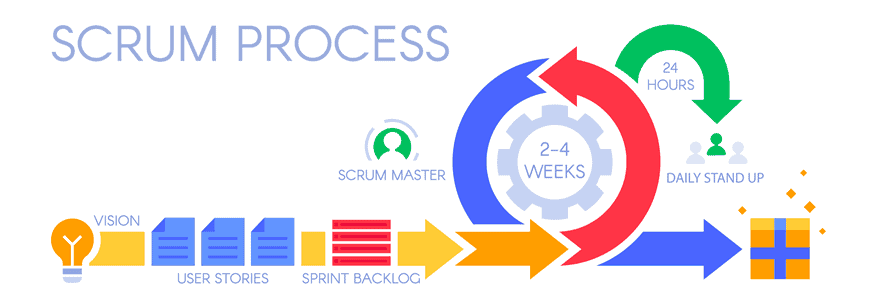 SCRUM PROCESS
24
HOURS
2-4
WEEKS
SCRUM MASTER
DAILY STAND UP
VISION
USER STORIES
SPRINT BACKLOG